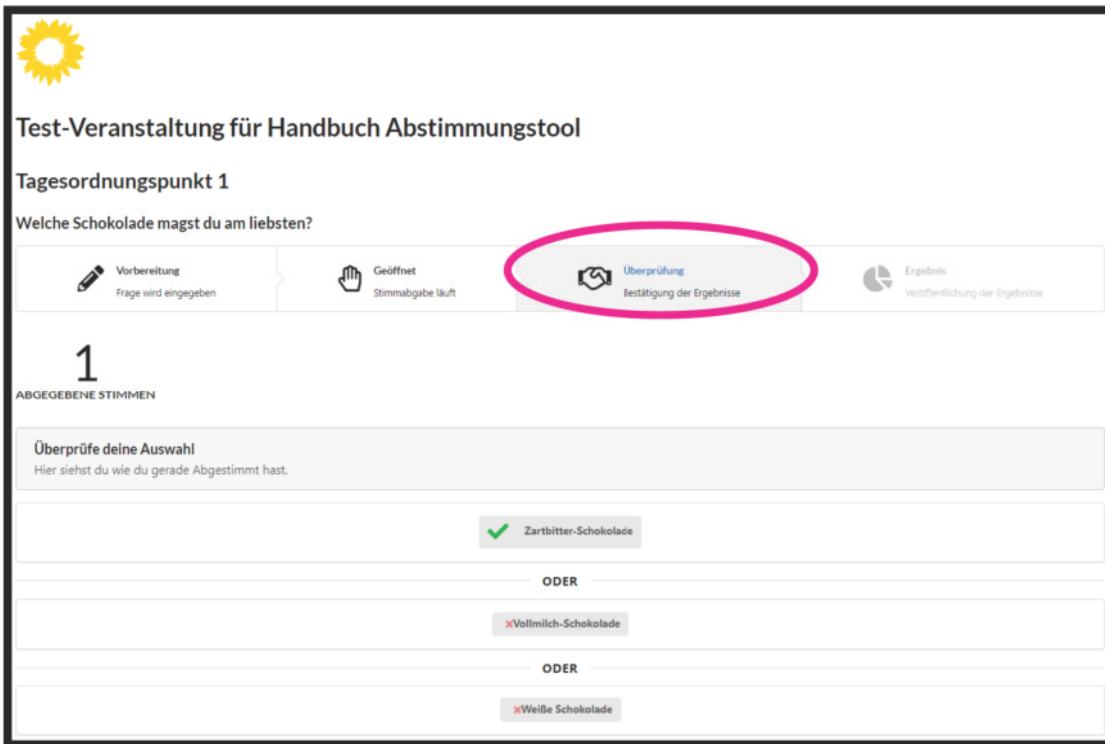 Test-Veranstaltung für Handbuch Abstimmungstool
Tagesordnungspunkt 1
Welche Schokolade magst du am liebsten?
Vorbereitung
Frage wird eingegeben
Geöffnet
Stimmabgabe läuft
Überprüfung
Bestätigung der Ergebnisse
Ergebnis
Veröffentlichung der Ergebnisse
1
ABGEGEBENE STIMMEN
Überprüfe deine Auswahl
Hier siehst du wie du gerade Abgestimmt hast.
Zartbitter-Schokolade
ODER
Vollmilch-Schokolade
ODER
Weiße Schokolade